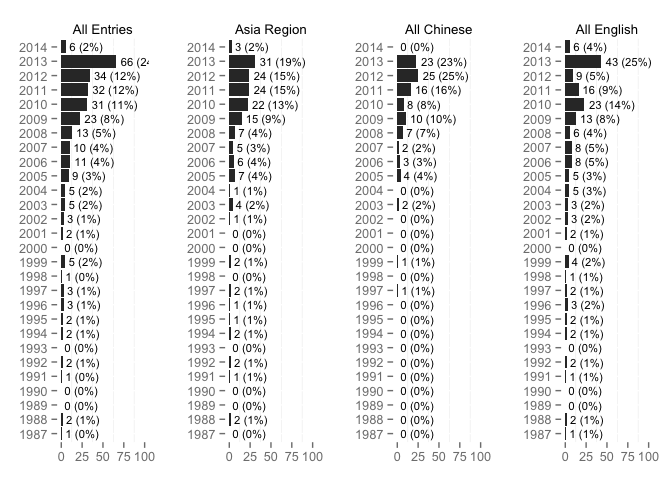 All Entries Asia Region All Chinese All English
2014 6 (2%) 2014 3 (2%) 2014 0 (0%) 2014 6 (4%)
2013 66 (24 2013 31 (19%) 2013 23 (23%) 2013 43 (25%)
2012 34 (12%) 2012 24 (15%) 2012 25 (25%) 2012 9 (5%)
2011 32 (12%) 2011 24 (15%) 2011 16 (16%) 2011 16 (9%)
2010 31 (11%) 2010 22 (13%) 2010 8 (8%) 2010 23 (14%)
2009 23 (8%) 2009 15 (9%) 2009 10 (10%) 2009 13 (8%)
2008 13 (5%) 2008 7 (4%) 2008 7 (7%) 2008 6 (4%)
2007 10 (4%) 2007 5 (3%) 2007 2 (2%) 2007 8 (5%)
2006 11 (4%) 2006 6 (4%) 2006 3 (3%) 2006 8 (5%)
2005 9 (3%) 2005 7 (4%) 2005 4 (4%) 2005 5 (3%)
2004 5 (2%) 2004 1 (1%) 2004 0 (0%) 2004 5 (3%)
2003 5 (2%) 2003 4 (2%) 2003 2 (2%) 2003 3 (2%)
2002 3 (1%) 2002 1 (1%) 2002 0 (0%) 2002 3 (2%)
2001 2 (1%) 2001 0 (0%) 2001 0 (0%) 2001 2 (1%)
2000 0 (0%) 2000 0 (0%) 2000 0 (0%) 2000 0 (0%)
1999 5 (2%) 1999 2 (1%) 1999 1 (1%) 1999 4 (2%)
1998 1 (0%) 1998 0 (0%) 1998 0 (0%) 1998 1 (1%)
1997 3 (1%) 1997 2 (1%) 1997 1 (1%) 1997 2 (1%)
1996 3 (1%) 1996 1 (1%) 1996 0 (0%) 1996 3 (2%)
1995 2 (1%) 1995 1 (1%) 1995 0 (0%) 1995 2 (1%)
1994 2 (1%) 1994 2 (1%) 1994 0 (0%) 1994 2 (1%)
1993 0 (0%) 1993 0 (0%) 1993 0 (0%) 1993 0 (0%)
1992 2 (1%) 1992 2 (1%) 1992 0 (0%) 1992 2 (1%)
1991 1 (0%) 1991 1 (1%) 1991 0 (0%) 1991 1 (1%)
1990 0 (0%) 1990 0 (0%) 1990 0 (0%) 1990 0 (0%)
1989 0 (0%) 1989 0 (0%) 1989 0 (0%) 1989 0 (0%)
1988 2 (1%) 1988 2 (1%) 1988 0 (0%) 1988 2 (1%)
1987 1 (0%) 1987 0 (0%) 1987 0 (0%) 1987 1 (1%)
0 25 50 75 100 0 25 50 75 100 0 25 50 75 100 0 25 50 75 100